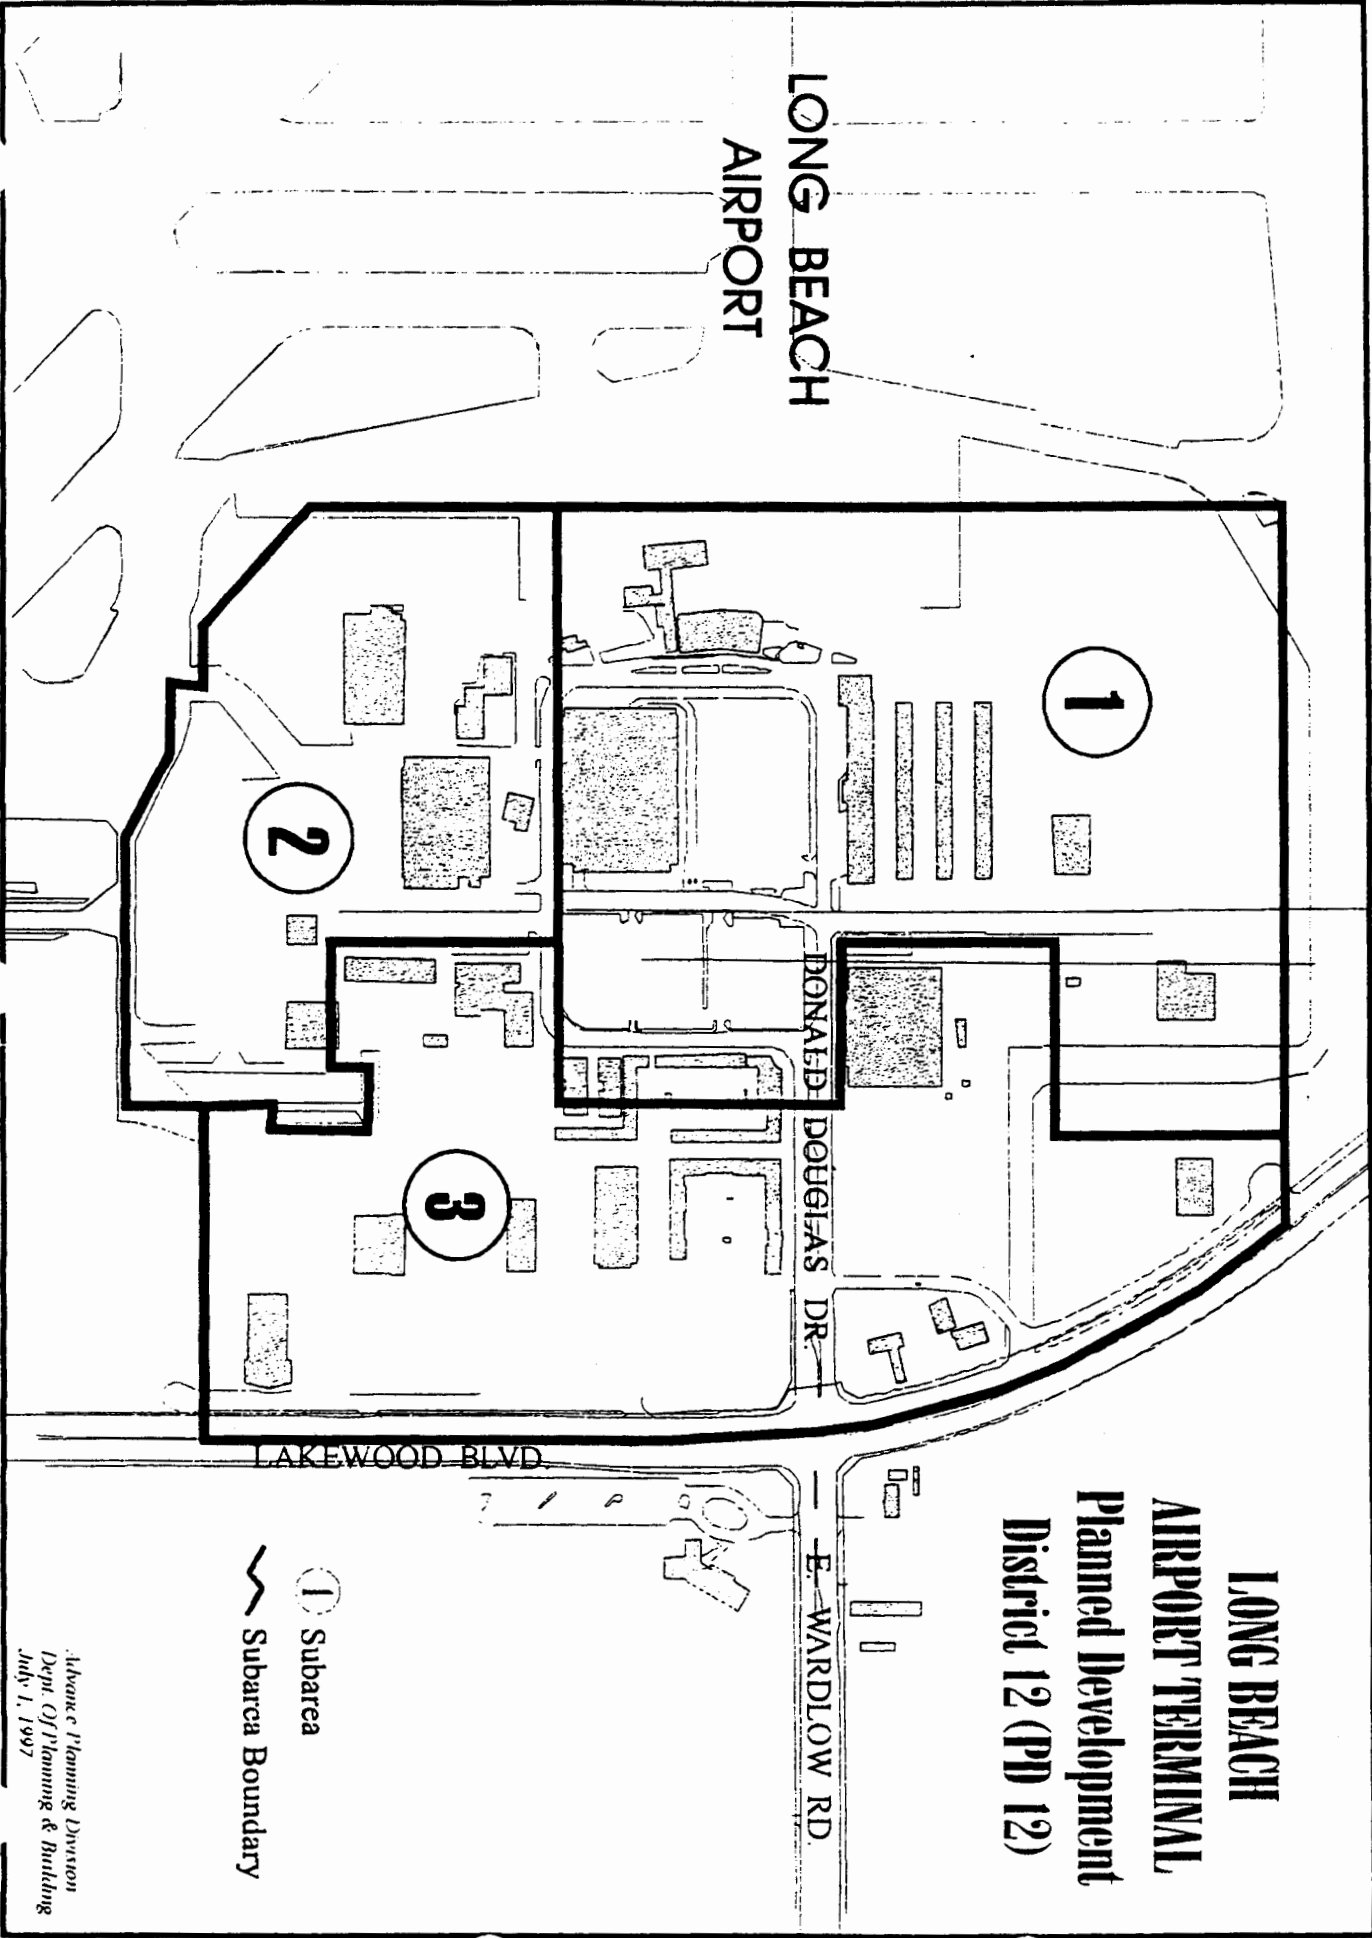 LONG BEACH
AIRPORT TERMINAL
Planned Development
District 12 (PD 12)
LONG BEACH
AIRPORT
1
2
3
DONALD DOUGLAS DR.
E. WARDLOW RD.
LAKEWOOD BLVD.
1 Subarea
Subarea Boundary
Advance Planning Division
Dept. Of Planning & Building
July 1, 1997